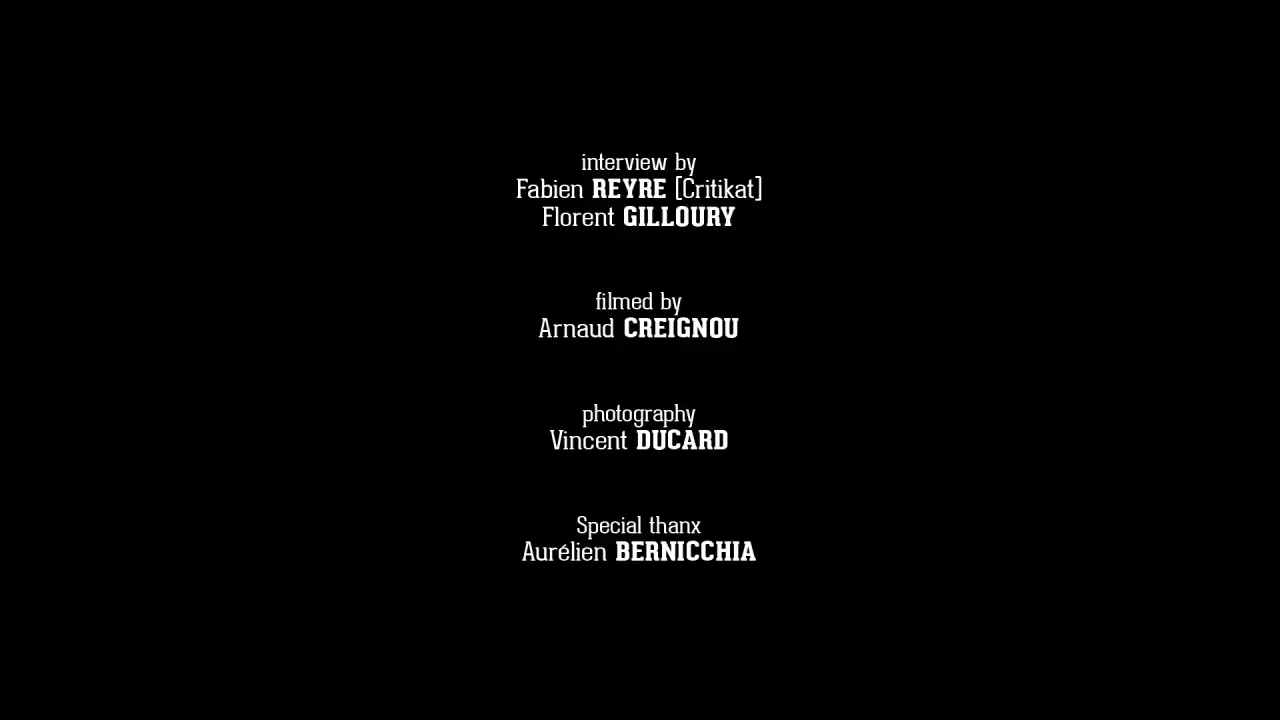 interview by
Fabien REYRE [Critikat]
Florent GILLOURY
filmed by
Arnaud CREIGNOU
photography
Vincent DUCARD
Special thanx
Aurélien BERNICCHIA